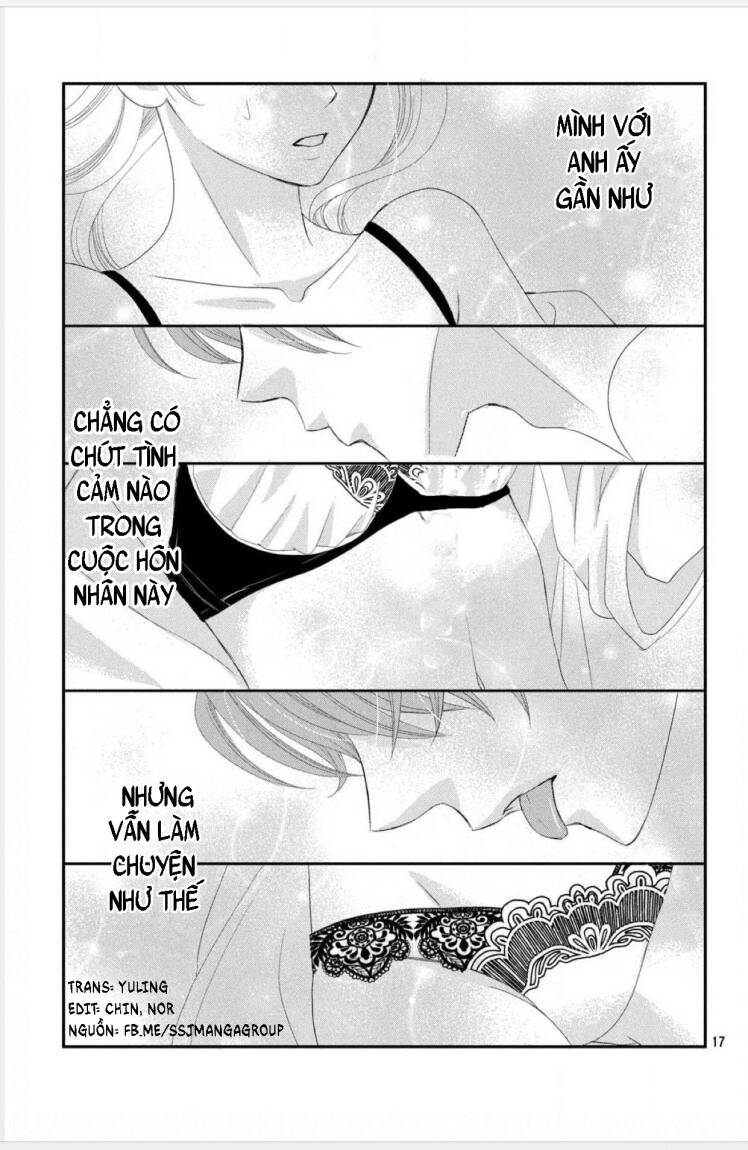 MÌNH VỚI
ANH ẤY
GẦN NHƯ
CHẲNG CÓ
CHÚT TÌNH
CẢM NÀO
TRONG
CUỘC HÔN
NHÂN NÀY
NHƯNG
VẪN LÀM
CHUYỆN
NHƯ THẾ
TRANS: YULING
EDIT: CHIN, NOR
NGUỒN: FB.ME/SSJMANGAGROUP
17